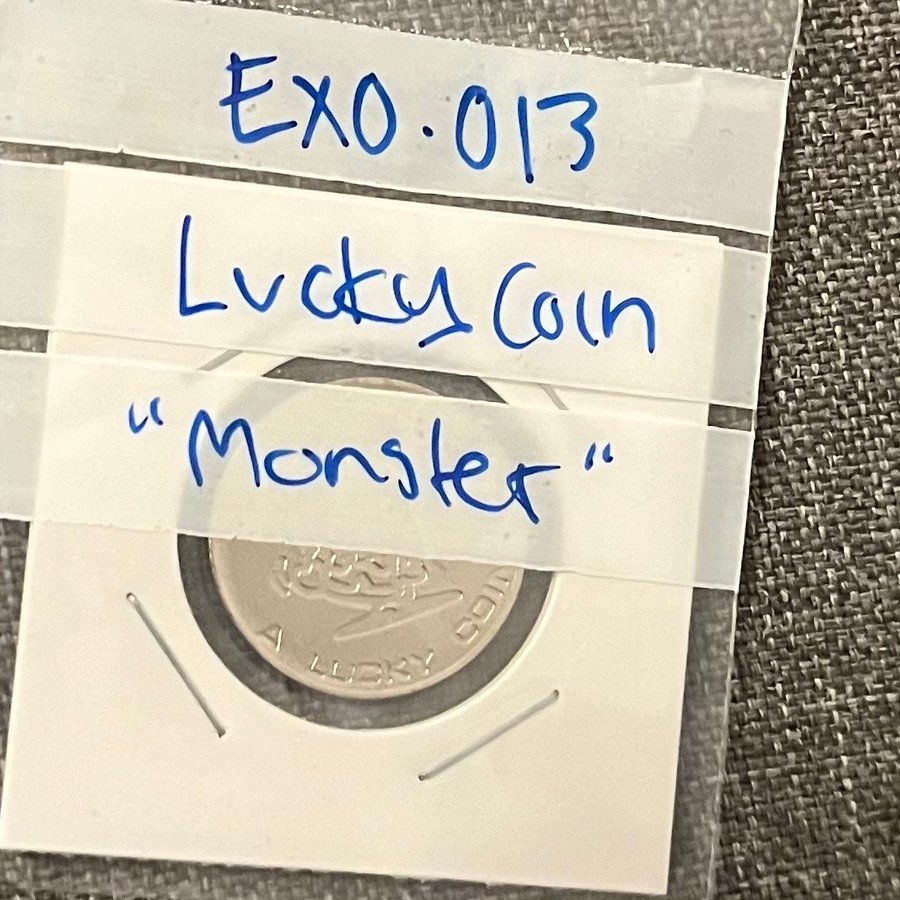 EXO.013
Lucky Coin
"Monster"
A LUCKY COIN